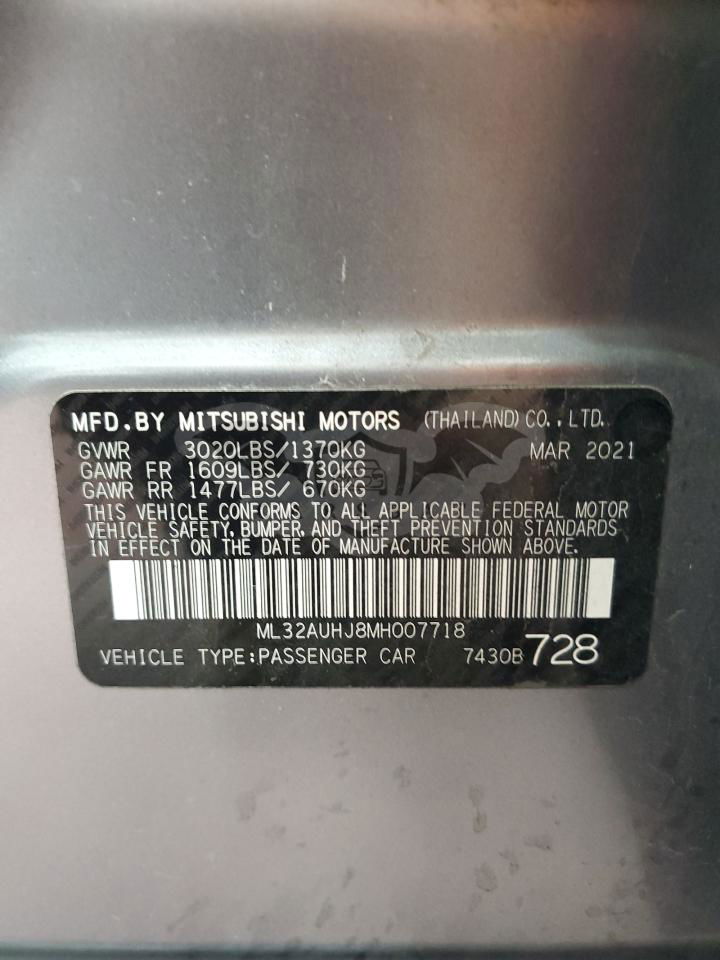 MFD.BY MITSUBISHI MOTORS (THAILAND) CO.,LTD.
GVWR 3020LBS/1370KG MAR 2021
GAWR FR 1609LBS/ 730KG
GAWR RR 1477LBS/ 670KG
THIS VEHICLE CONFORMS TO ALL APPLICABLE FEDERAL MOTOR
VEHICLE SAFETY, BUMPER, AND THEFT PREVENTION STANDARDS
IN EFFECT ON THE DATE OF MANUFACTURE SHOWN ABOVE.
ML32AUHJ8MH007718
VEHICLE TYPE:PASSENGER CAR 7430B 728